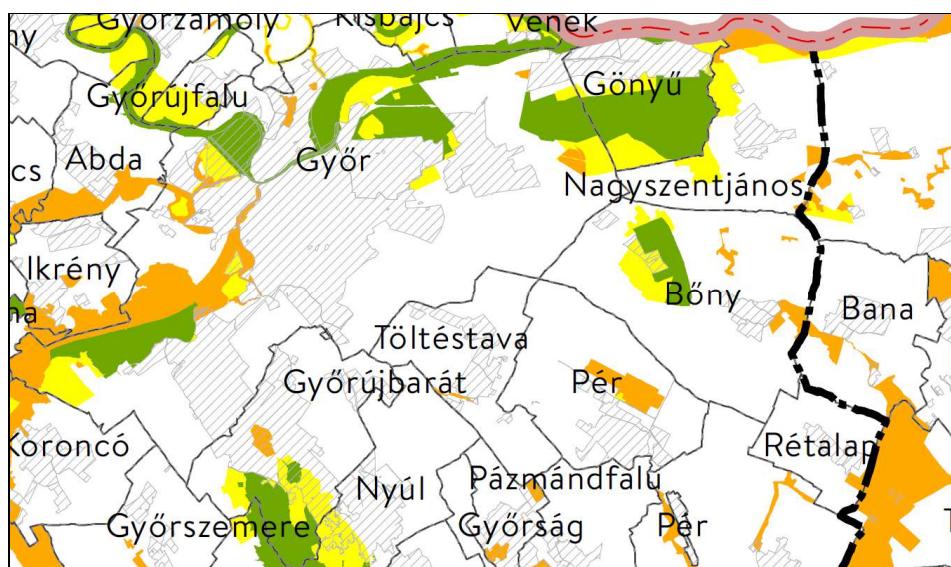 Győrzámoly
Kisbajcs
Vének
Győrújfalu
Gönyű
Abda
Győr
Nagyszentjános
Ikrény
Bőny
Bana
Töltéstava
Győrújbarát
Pér
Koroncó
Rétalap
Nyúl
Pázmándfalu
Győrszemere
Győrság
Pér